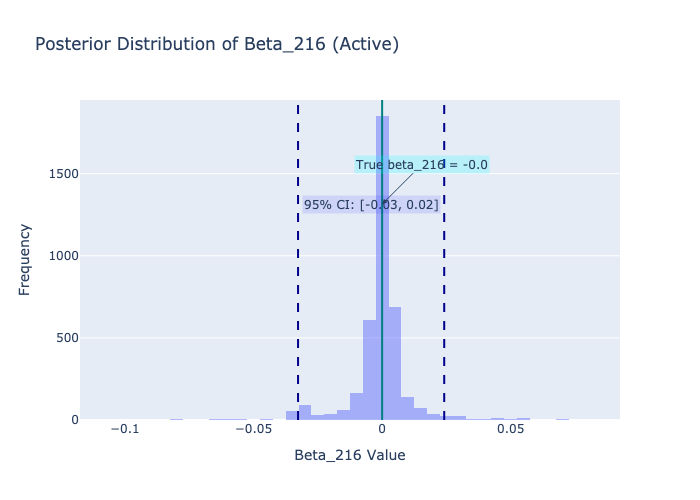 Posterior Distribution of Beta_216 (Active)
True beta_216 = -0.0
95% CI: [-0.03, 0.02]
Frequency
1500
1000
500
0
−0.1
−0.05
0
0.05
Beta_216 Value